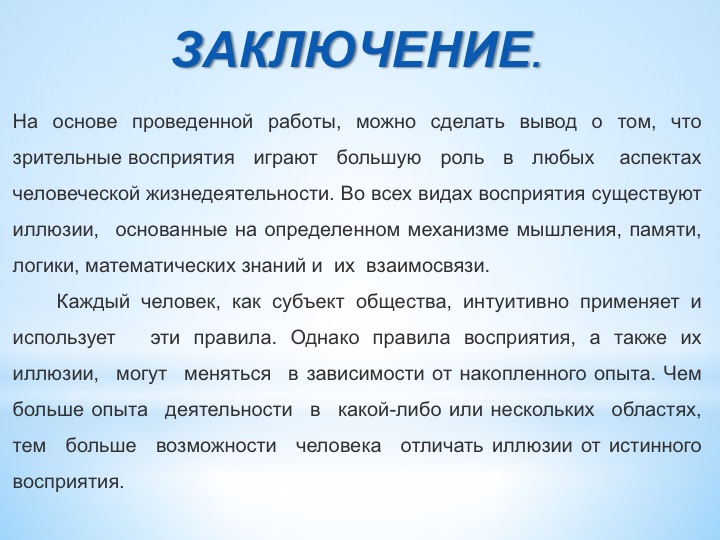 ЗАКЛЮЧЕНИЕ.
На основе проведенной работы, можно сделать вывод о том, что
зрительные восприятия играют большую роль в любых аспектах
человеческой жизнедеятельности. Во всех видах восприятия существуют
иллюзии, основанные на определенном механизме мышления, памяти,
логики, математических знаний и их взаимосвязи.
Каждый человек, как субъект общества, интуитивно применяет и
использует эти правила. Однако правила восприятия, а также их
иллюзии, могут меняться в зависимости от накопленного опыта. Чем
больше опыта деятельности в какой-либо или нескольких областях,
тем больше возможности человека отличать иллюзии от истинного
восприятия.